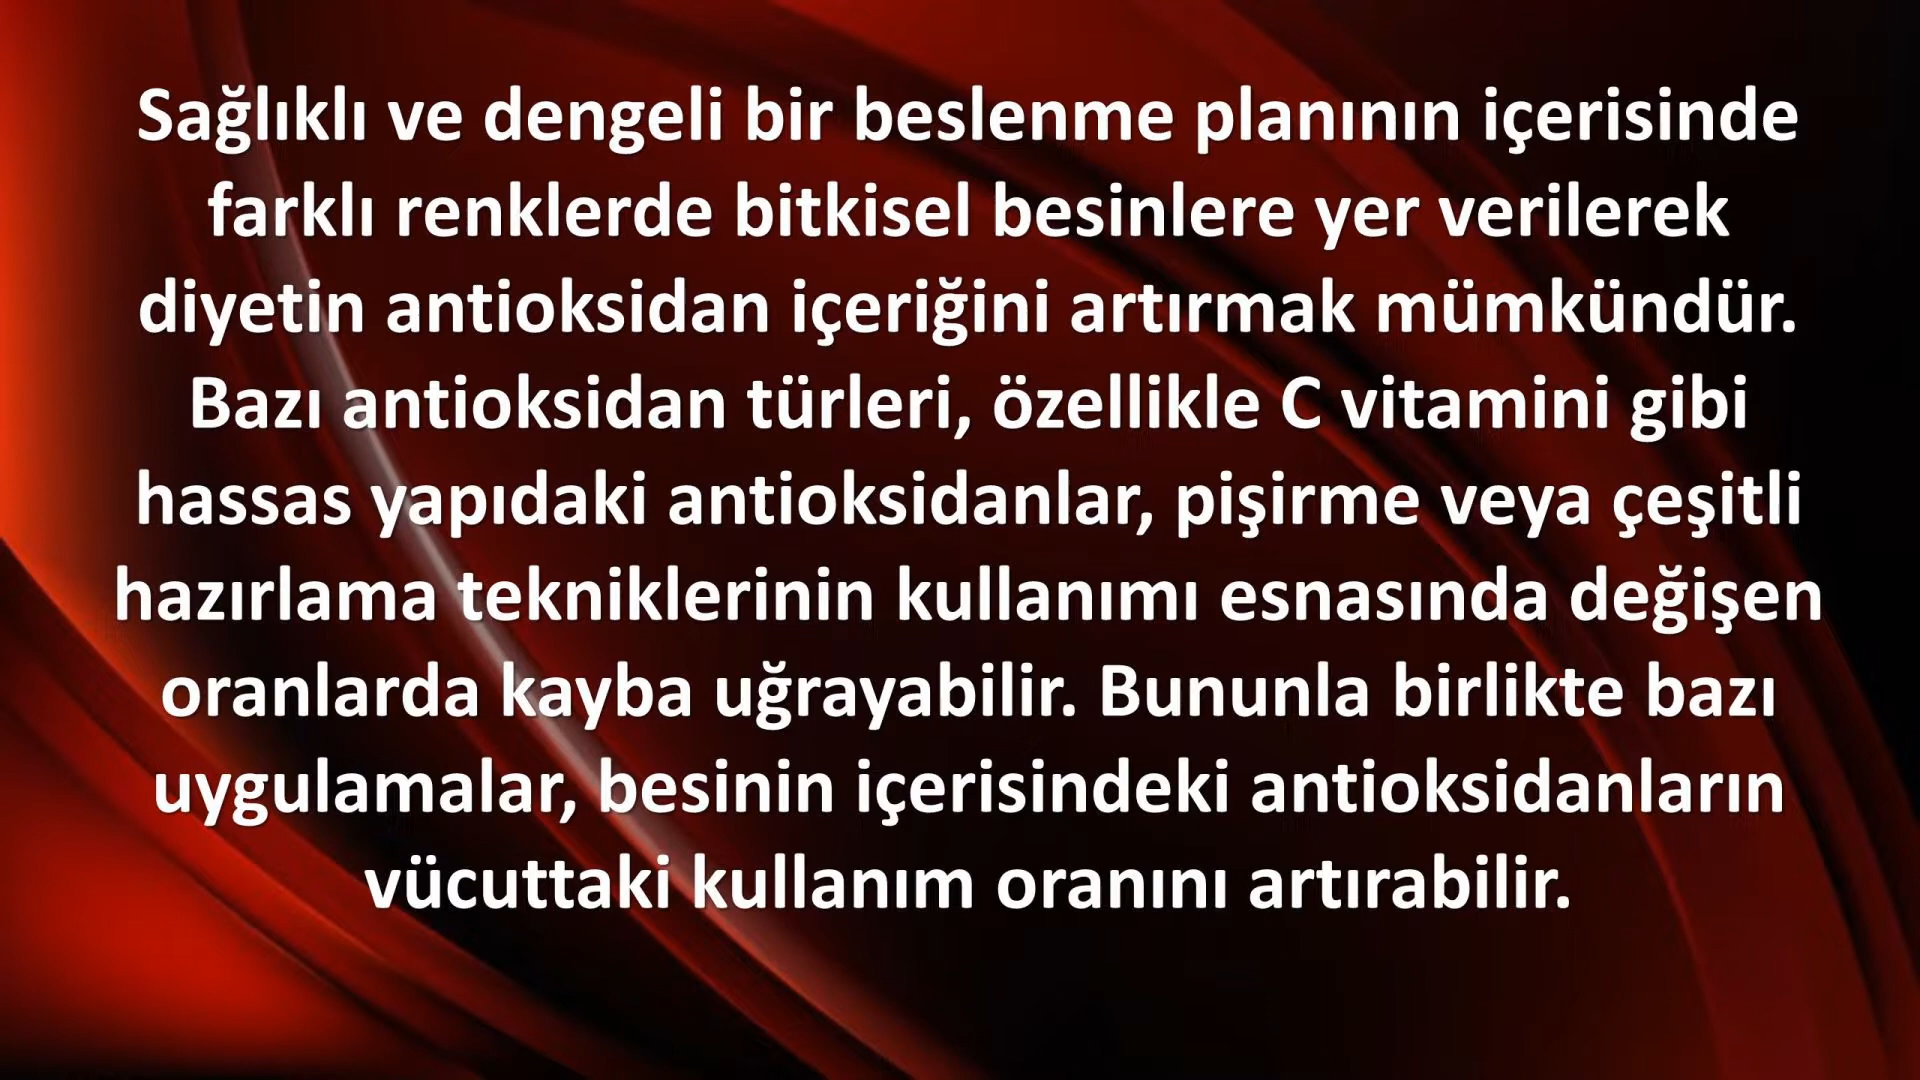 Sağlıklı ve dengeli bir beslenme planının içerisinde
farklı renklerde bitkisel besinlere yer verilerek
diyetin antioksidan içeriğini artırmak mümkündür.
Bazı antioksidan türleri, özellikle C vitamini gibi
hassas yapıdaki antioksidanlar, pişirme veya çeşitli
hazırlama tekniklerinin kullanımı esnasında değişen
oranlarda kayba uğrayabilir. Bununla birlikte bazı
uygulamalar, besinin içerisindeki antioksidanların
vücuttaki kullanım oranını artırabilir.